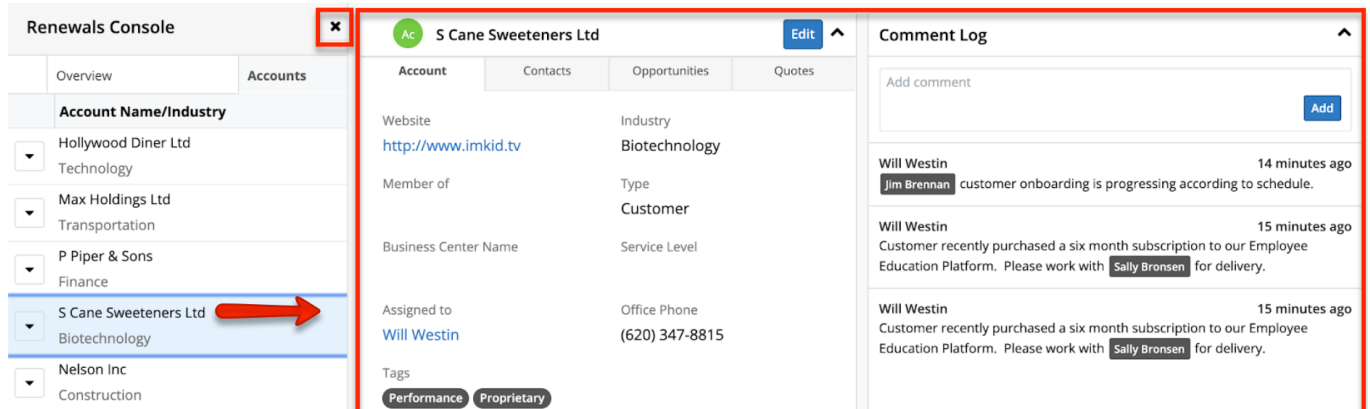 Renewals Console
Overview Accounts
Account Name/Industry
Hollywood Diner Ltd
Technology
Max Holdings Ltd
Transportation
P Piper & Sons
Finance
S Cane Sweeteners Ltd
Biotechnology
Nelson Inc
Construction
Ac S Cane Sweeteners Ltd Edit
Account Contacts Opportunities Quotes
Website Industry
http://www.imkid.tv Biotechnology
Member of Type
Customer
Business Center Name Service Level
Assigned to Office Phone
Will Westin (620) 347-8815
Tags
Performance Proprietary
Comment Log
Add comment
Add
Will Westin 14 minutes ago
Jim Brennan customer onboarding is progressing according to schedule.
Will Westin 15 minutes ago
Customer recently purchased a six month subscription to our Employee
Education Platform. Please work with Sally Bronsen for delivery.
Will Westin 15 minutes ago
Customer recently purchased a six month subscription to our Employee
Education Platform. Please work with Sally Bronsen for delivery.